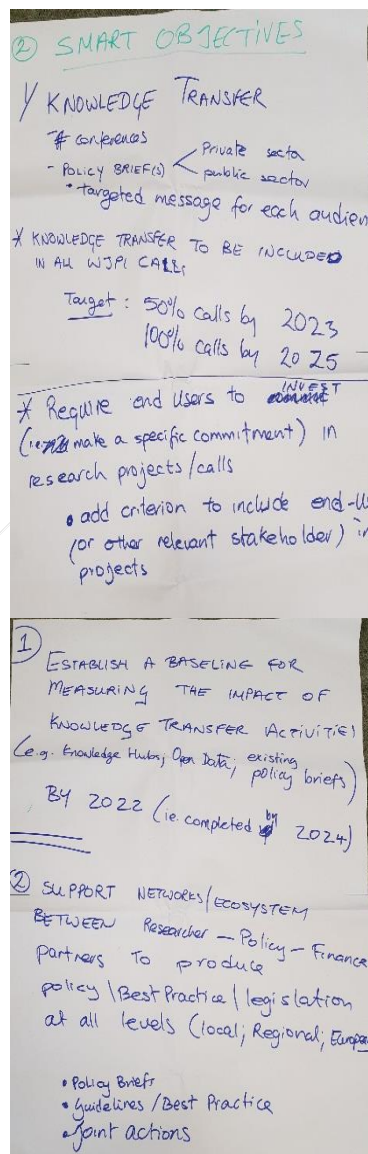 ② SMART OBJECTIVES
Y KNOWLEDGE TRANSFER
- # conferences
- POLICY BRIEF(S) < Private secto
public sector
• targeted message for each audien
* KNOWLEDGE TRANSFER TO BE INCLUDED
IN ALL WJPI CALLS
Target : 50% calls by 2023
100% calls by 2025
* Require end users to INVEST
(i.e. make a specific commitment) in
research projects/calls
• add criterion to include end-u
(or other relevant stakeholder) in
projects
① ESTABLISH A BASELINE FOR
MEASURING THE IMPACT OF
KNOWLEDGE TRANSFER ACTIVITIES
(e.g. Knowledge Hubs; Open Data; existing
policy briefs)
BY 2022 (ie. completed by 2024)
② SUPPORT NETWORKS/ECOSYSTEM
BETWEEN Researcher – Policy – Finance
partners to produce
policy \ Best Practice \ legislation
at all levels (local; Regional; Europea
• Policy Briefs
• Guidelines / Best Practice
• Joint actions